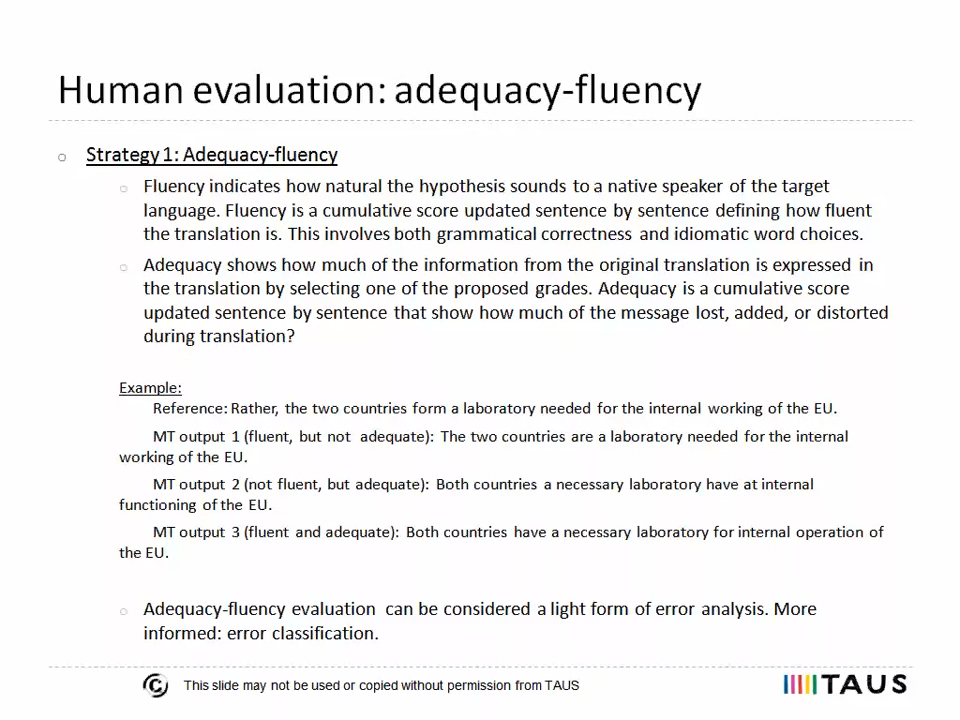 Human evaluation: adequacy-fluency
Strategy 1: Adequacy-fluency
Fluency indicates how natural the hypothesis sounds to a native speaker of the target
language. Fluency is a cumulative score updated sentence by sentence defining how fluent
the translation is. This involves both grammatical correctness and idiomatic word choices.
Adequacy shows how much of the information from the original translation is expressed in
the translation by selecting one of the proposed grades. Adequacy is a cumulative score
updated sentence by sentence that show how much of the message lost, added, or distorted
during translation?
Example:
Reference: Rather, the two countries form a laboratory needed for the internal working of the EU.
MT output 1 (fluent, but not adequate): The two countries are a laboratory needed for the internal
working of the EU.
MT output 2 (not fluent, but adequate): Both countries a necessary laboratory have at internal
functioning of the EU.
MT output 3 (fluent and adequate): Both countries have a necessary laboratory for internal operation of
the EU.
Adequacy-fluency evaluation can be considered a light form of error analysis. More
informed: error classification.
This slide may not be used or copied without permission from TAUS
TAUS